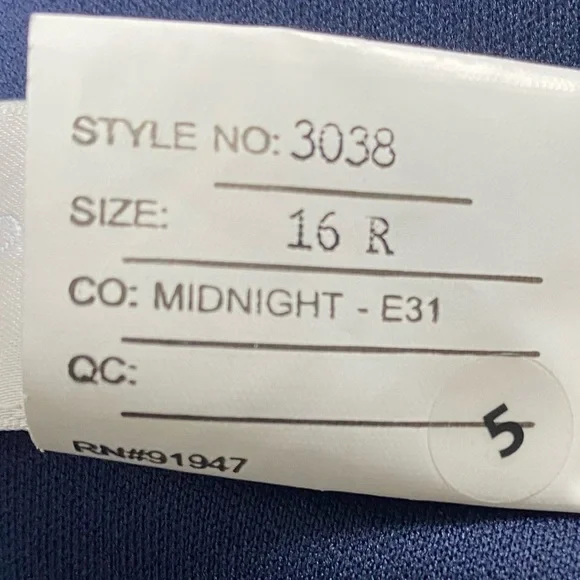 STYLE NO: 3038
SIZE: 16 R
CO: MIDNIGHT - E31
QC:
5
RN#91947